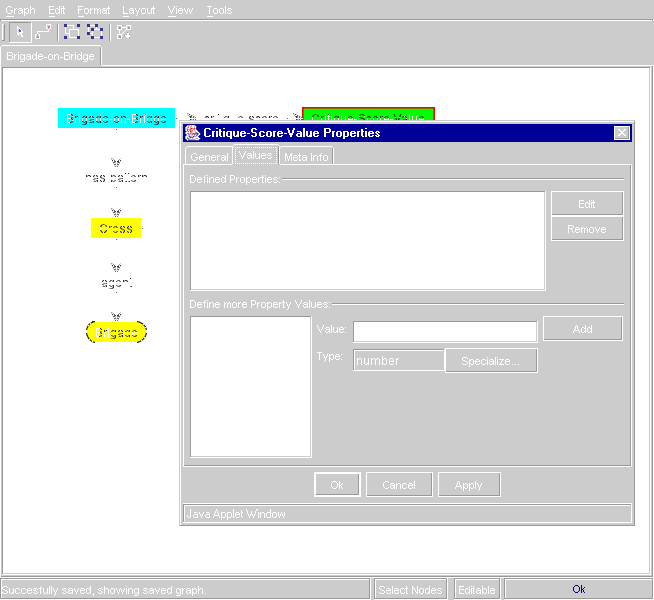 Graph Edit Format Layout View Tools
Brigade-on-Bridge
Brigade-on-Bridge critique-score Critique-Score-Value
has-pattern
Cross
agent
Brigade
Critique-Score-Value Properties
General Values Meta Info
Defined Properties:
Edit
Remove
Define more Property Values:
Value: Add
Type: number Specialize...
Ok Cancel Apply
Java Applet Window
Succesfully saved, showing saved graph. Select Nodes Editable Ok